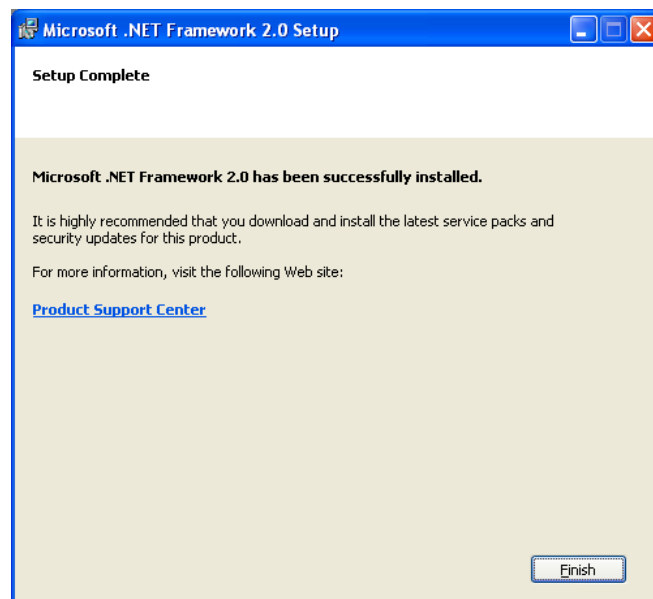 Microsoft .NET Framework 2.0 Setup
Setup Complete
Microsoft .NET Framework 2.0 has been successfully installed.
It is highly recommended that you download and install the latest service packs and
security updates for this product.
For more information, visit the following Web site:
Product Support Center
Finish